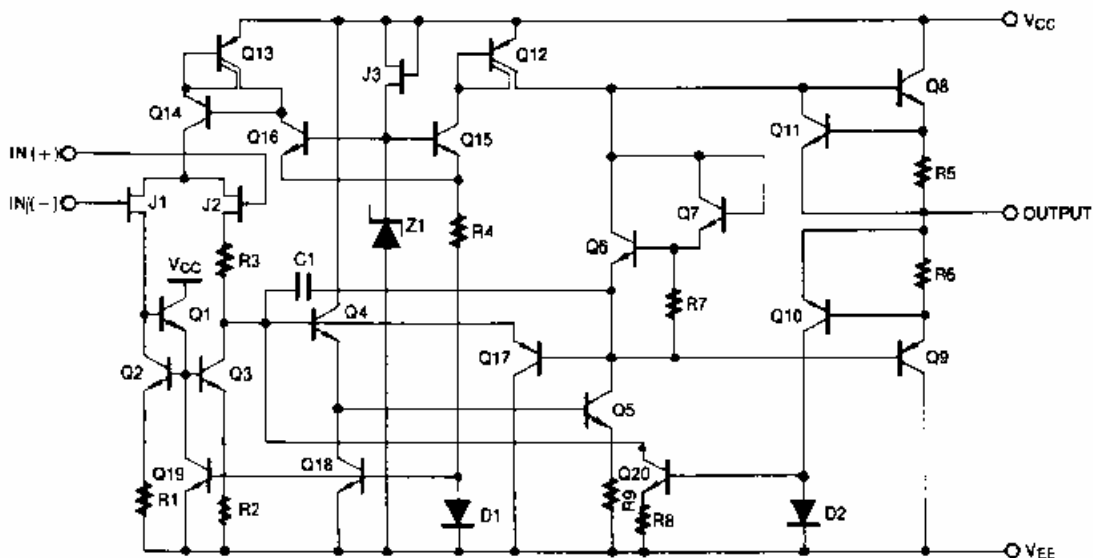 VCC
Q13
Q12
J3
Q8
Q14
Q16
Q15
Q11
IN(+)
R5
IN(−)
J1
J2
Q7
OUTPUT
Z1
R4
Q6
R3
C1
R6
VCC
R7
Q1
Q4
Q10
Q17
Q9
Q2
Q3
Q5
Q19
Q18
Q20
R1
R2
D1
R9
R8
D2
VEE